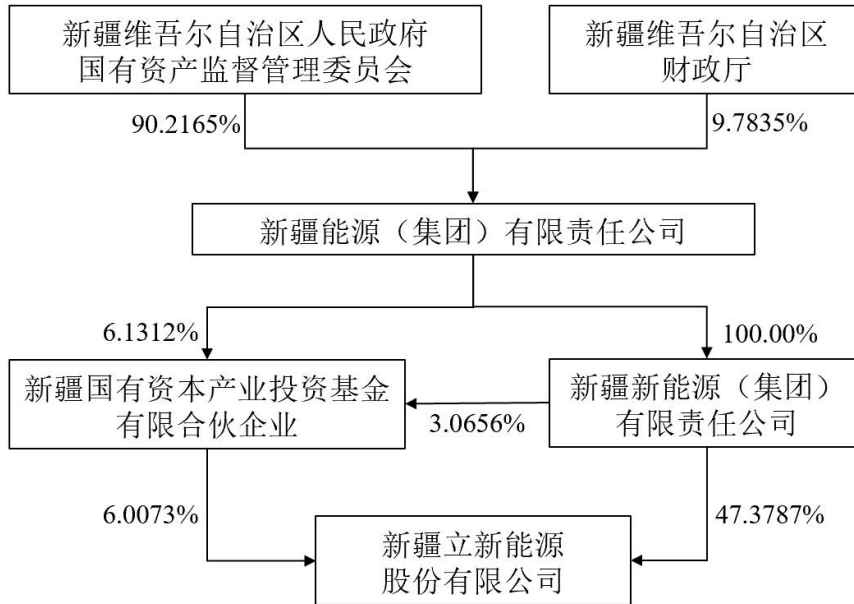 新疆维吾尔自治区人民政府
国有资产监督管理委员会
新疆维吾尔自治区
财政厅
90.2165%
9.7835%
新疆能源（集团）有限责任公司
6.1312%
100.00%
新疆国有资本产业投资基金
有限合伙企业
3.0656%
新疆新能源（集团）
有限责任公司
6.0073%
47.3787%
新疆立新能源
股份有限公司